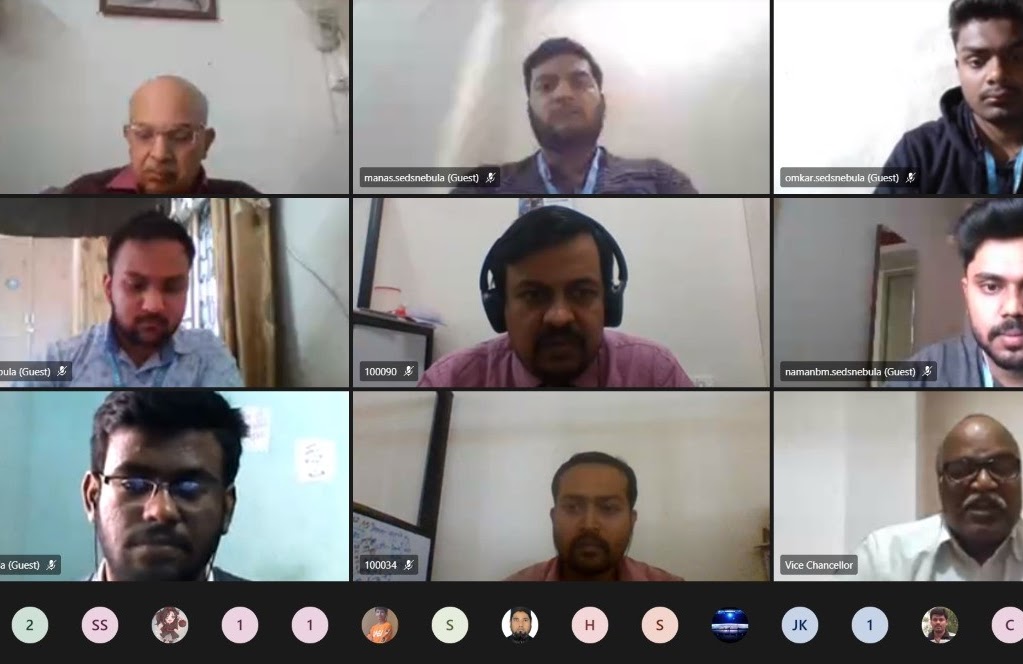 manas.sedsnebula (Guest)
omkar.sedsnebula (Guest)
bula (Guest)
100090
namanbm.sedsnebula (Guest)
a (Guest)
100034
Vice Chancellor
2
SS
1
1
S
H
S
JK
1
C